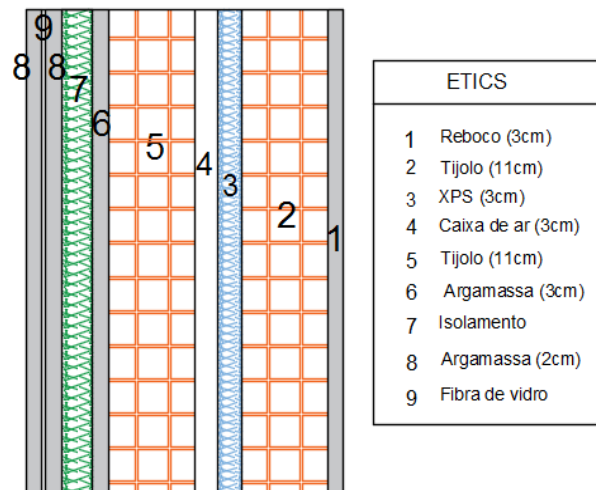 9
8
8
7
6
5
4
3
2
1
ETICS
1 Reboco (3cm)
2 Tijolo (11cm)
3 XPS (3cm)
4 Caixa de ar (3cm)
5 Tijolo (11cm)
6 Argamassa (3cm)
7 Isolamento
8 Argamassa (2cm)
9 Fibra de vidro